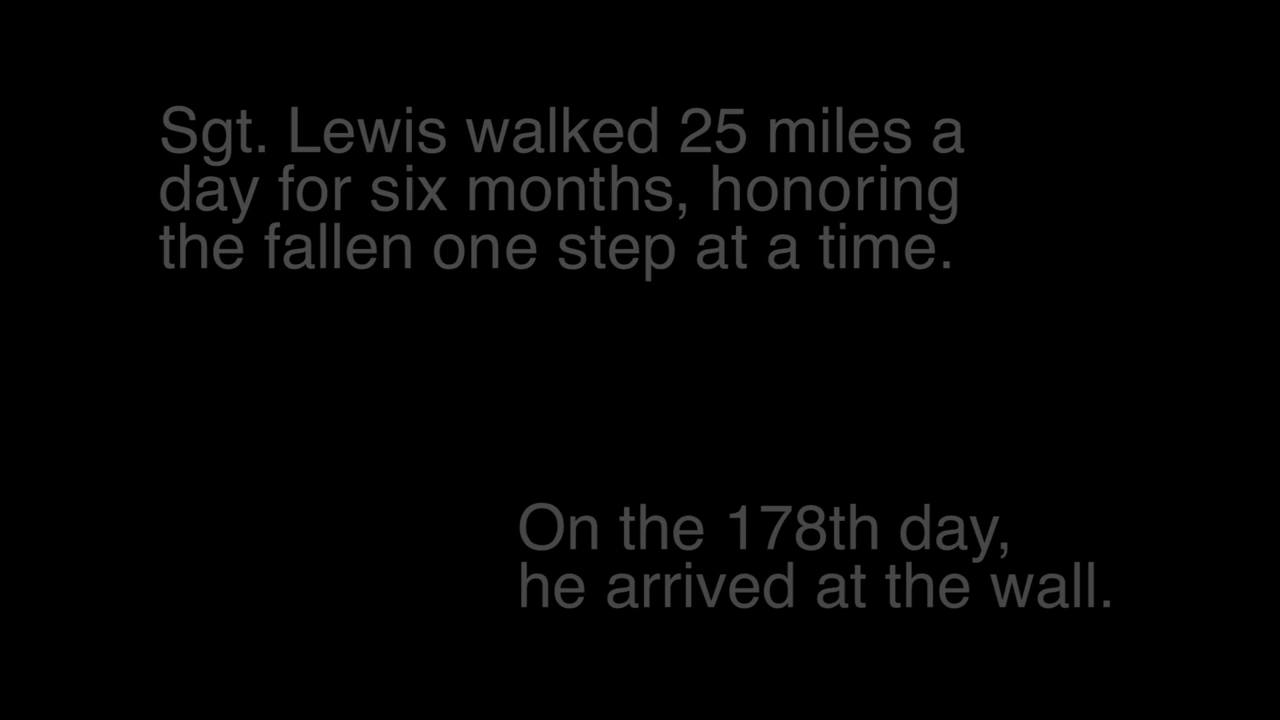 Sgt. Lewis walked 25 miles a
day for six months, honoring
the fallen one step at a time.
On the 178th day,
he arrived at the wall.